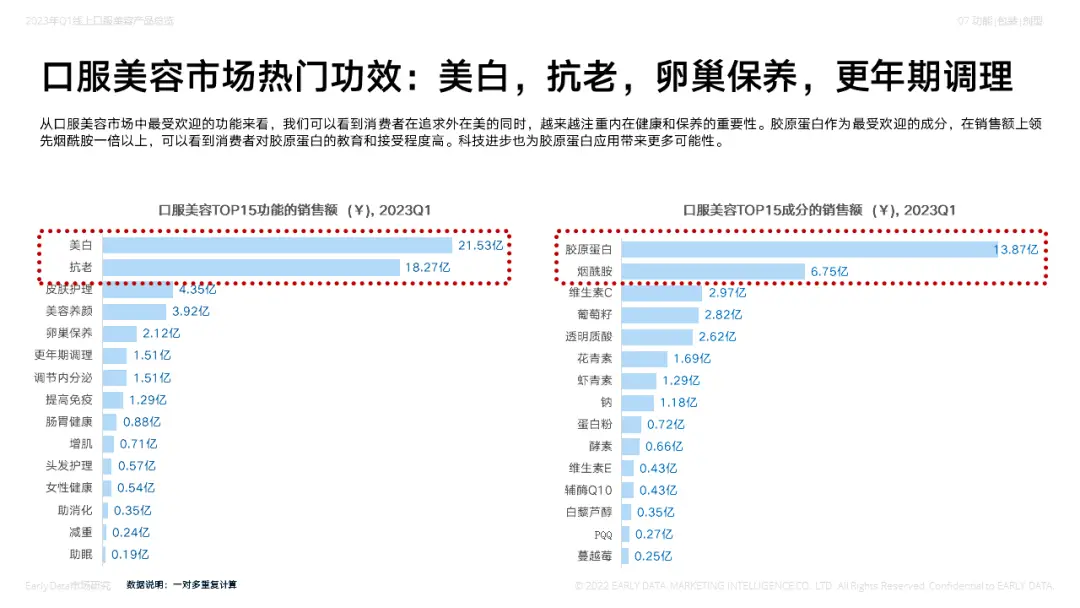 2023年Q1线上口服美容产品总览
07 功能|包装|剂型
口服美容市场热门功效：美白，抗老，卵巢保养，更年期调理
从口服美容市场中最受欢迎的功能来看，我们可以看到消费者在追求外在美的同时，越来越注重内在健康和保养的重要性。胶原蛋白作为最受欢迎的成分，在销售额上领
先烟酰胺一倍以上，可以看到消费者对胶原蛋白的教育和接受程度高。科技进步也为胶原蛋白应用带来更多可能性。
口服美容TOP15功能的销售额 (￥), 2023Q1
美白 21.53亿
抗老 18.27亿
皮肤护理 4.35亿
美容养颜 3.92亿
卵巢保养 2.12亿
更年期调理 1.51亿
调节内分泌 1.51亿
提高免疫 1.29亿
肠胃健康 0.88亿
增肌 0.71亿
头发护理 0.57亿
女性健康 0.54亿
助消化 0.35亿
减重 0.24亿
助眠 0.19亿
口服美容TOP15成分的销售额 (￥), 2023Q1
胶原蛋白 13.87亿
烟酰胺 6.75亿
维生素C 2.97亿
葡萄籽 2.82亿
透明质酸 2.62亿
花青素 1.69亿
虾青素 1.29亿
钙 1.18亿
蛋白粉 0.72亿
酵素 0.66亿
维生素E 0.43亿
辅酶Q10 0.43亿
白藜芦醇 0.35亿
PQQ 0.27亿
蔓越莓 0.25亿
Early Data市场研究
数据说明：一对多重复计算
© 2022 EARLY DATA MARKETING INTELLIGENCE CO., LTD. All Rights Reserved. Confidential to EARLY DATA.